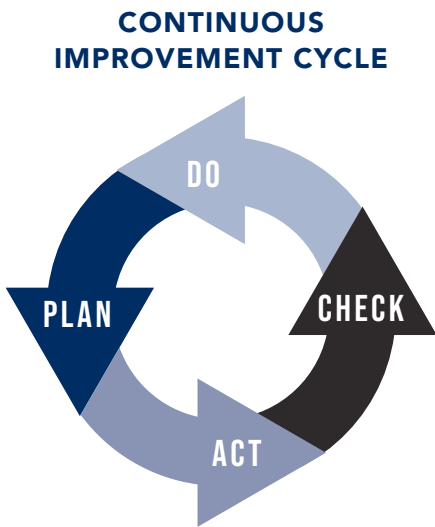 CONTINUOUS
IMPROVEMENT CYCLE
DO
PLAN
CHECK
ACT